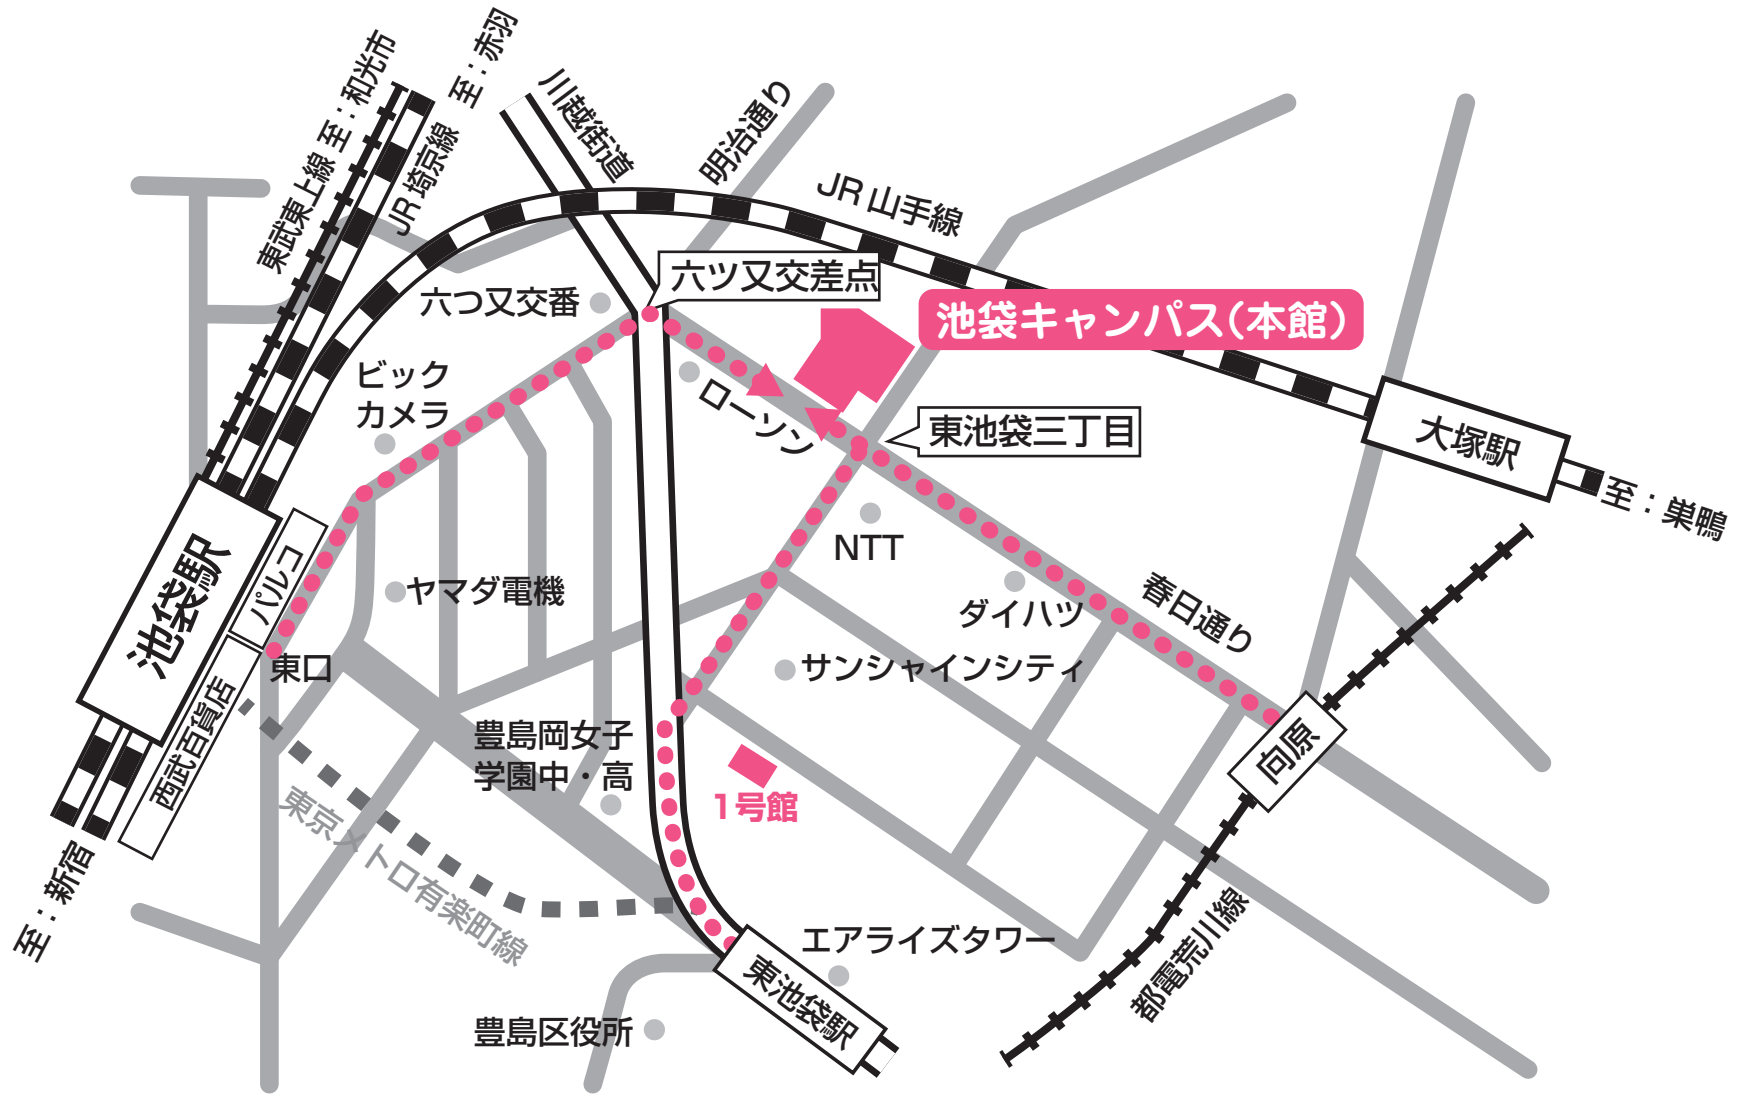 東武東上線 至：和光市
JR埼京線
至：赤羽
川越街道
明治通り
JR山手線
六ツ又交差点
六つ又交番
池袋キャンパス(本館)
ビック
カメラ
ローソン
東池袋三丁目
大塚駅
至：巣鴨
池袋駅
パルコ
NTT
ヤマダ電機
ダイハツ
春日通り
東口
サンシャインシティ
西武百貨店
豊島岡女子
学園中・高
向原
1号館
東京メトロ有楽町線
至：新宿
エアライズタワー
都電荒川線
東池袋駅
豊島区役所